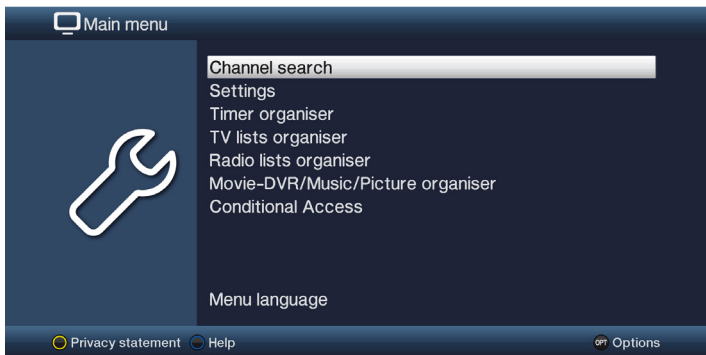 Main menu
Channel search
Settings
Timer organiser
TV lists organiser
Radio lists organiser
Movie-DVR/Music/Picture organiser
Conditional Access
Menu language
Privacy statement Help OPT Options